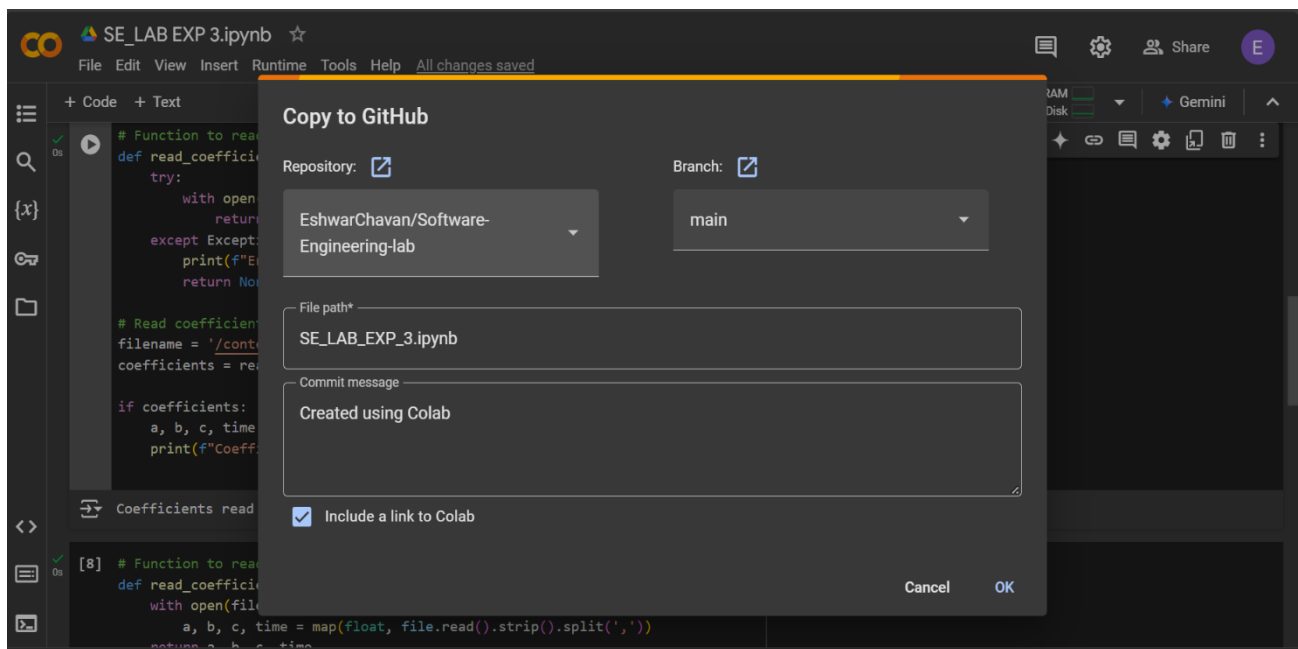 SE_LAB EXP 3.ipynb
File Edit View Insert Runtime Tools Help All changes saved
Share
E
+ Code + Text
RAM
Disk
Gemini
Copy to GitHub
Repository:
Branch:
EshwarChavan/Software-
Engineering-lab
main
File path*
SE_LAB_EXP_3.ipynb
Commit message
Created using Colab
Include a link to Colab
Cancel OK
{x}
<>
0s
# Function to rea
def read_coeffici
try:
with open
retur
except Except
print(f"E
return No
# Read coefficien
filename = '/cont
coefficients = re
if coefficients:
a, b, c, time
print(f"Coeff
Coefficients read
0s
[8] # Function to rea
def read_coeffici
with open(fil
a, b, c, time = map(float, file.read().strip().split(','))
return a, b, c, time